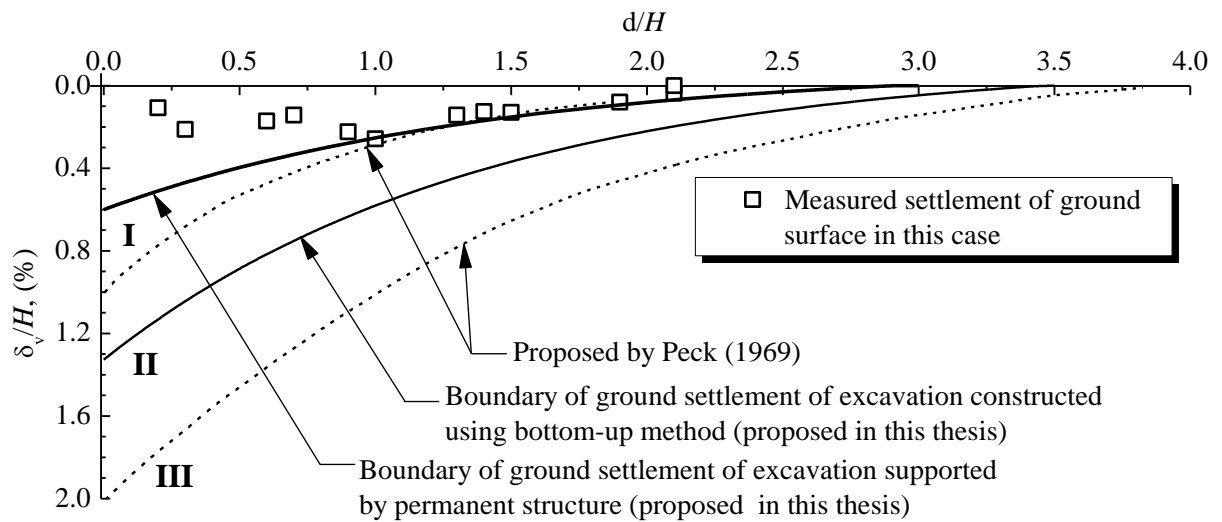 d/H
0.0 0.5 1.0 1.5 2.0 2.5 3.0 3.5 4.0
0.0
0.4
0.8
1.2
1.6
2.0
δv/H, (%)
I
II
III
Measured settlement of ground
surface in this case
Proposed by Peck (1969)
Boundary of ground settlement of excavation constructed
using bottom-up method (proposed in this thesis)
Boundary of ground settlement of excavation supported
by permanent structure (proposed in this thesis)